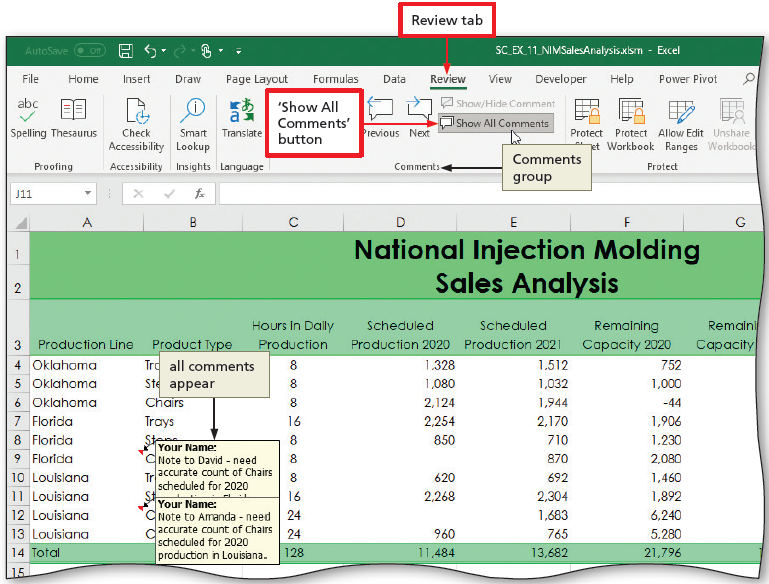 Review tab
AutoSave Off
SC_EX_11_NIMSalesAnalysis.xlsm - Excel
File Home Insert Draw Page Layout Formulas Data Review View Developer Help Power Pivot
abc
Spelling Thesaurus
Check Accessibility
Smart Lookup
Translate
'Show All Comments' button
Previous Next
Show/Hide Comment
Show All Comments
Protect Sheet
Protect Workbook
Allow Edit Ranges
Unshare Workbook
Proofing Accessibility Insights Language Comments Protect
Comments group
J11 fx
A B C D E F G
1 National Injection Molding
2 Sales Analysis
Hours in Daily Scheduled Scheduled Remaining Remaini
3 Production Line Product Type Production Production 2020 Production 2021 Capacity 2020 Capacity
4 Oklahoma Tra 8 1,328 1,512 752
all comments appear
5 Oklahoma Ste 8 1,080 1,032 1,000
6 Oklahoma Chairs 8 2,124 1,944 -44
7 Florida Trays 16 2,254 2,170 1,906
8 Florida Steps 8 850 710 1,230
9 Florida C 8 870 2,080
10 Louisiana Tr 8 620 692 1,460
11 Louisiana St 16 2,268 2,304 1,892
12 Louisiana C 24 1,683 6,240
13 Louisiana C 24 960 765 5,280
14 Total 128 11,484 13,682 21,796
15
Your Name:
Note to David - need
accurate count of Chairs
scheduled for 2020
Your Name:
Note to Amanda - need
accurate count of Chairs
scheduled for 2020
production in Louisiana..